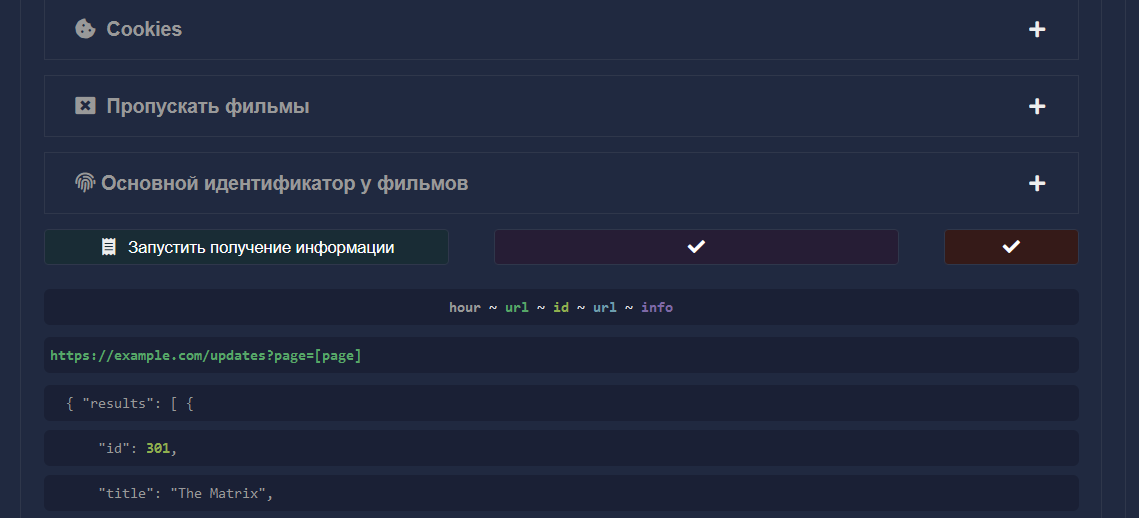 Cookies
Пропускать фильмы
Основной идентификатор у фильмов
Запустить получение информации
hour ~ url ~ id ~ url ~ info
https://example.com/updates?page=[page]
{ "results": [ {
"id": 301,
"title": "The Matrix",